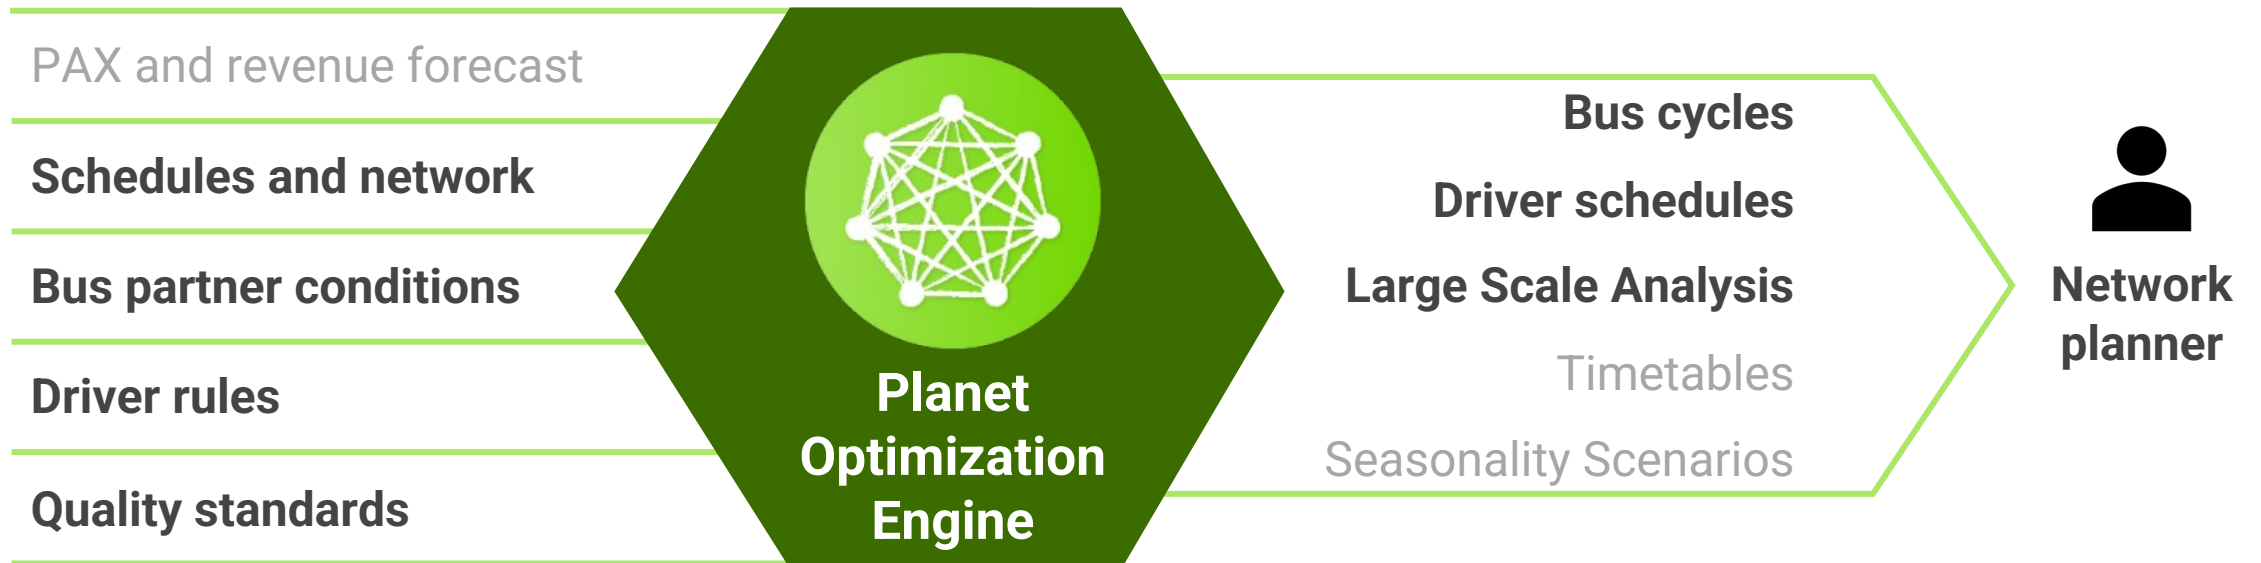 PAX and revenue forecast
Schedules and network
Bus partner conditions
Driver rules
Quality standards
Planet
Optimization
Engine
Bus cycles
Driver schedules
Large Scale Analysis
Timetables
Seasonality Scenarios
Network
planner